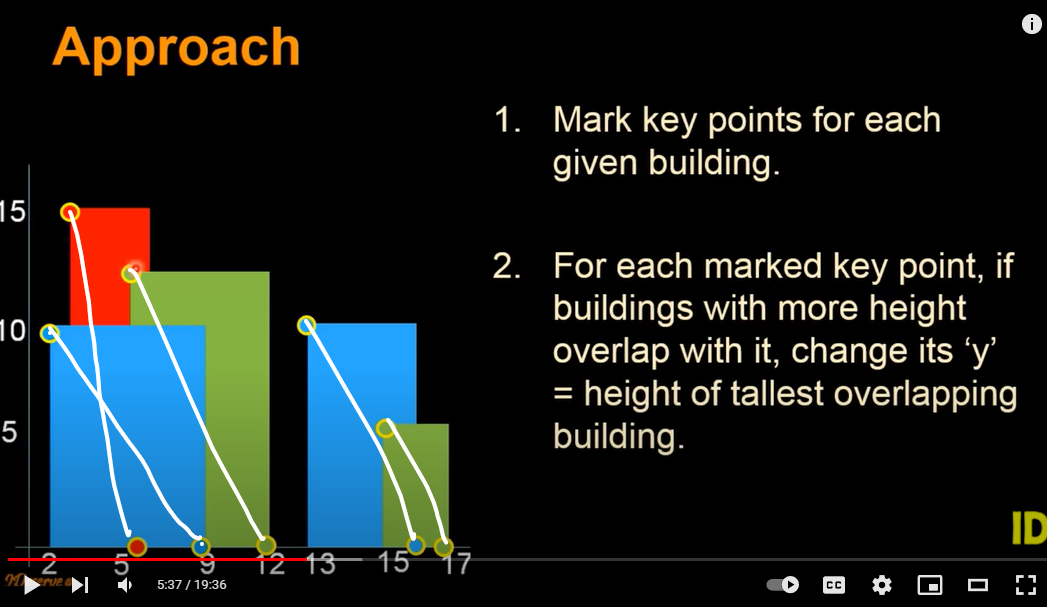 Approach
1. Mark key points for each
given building.
2. For each marked key point, if
buildings with more height
overlap with it, change its ‘y’
= height of tallest overlapping
building.
15
10
5
2 5 9 12 13 15 17
ID
5:37 / 19:36
CC